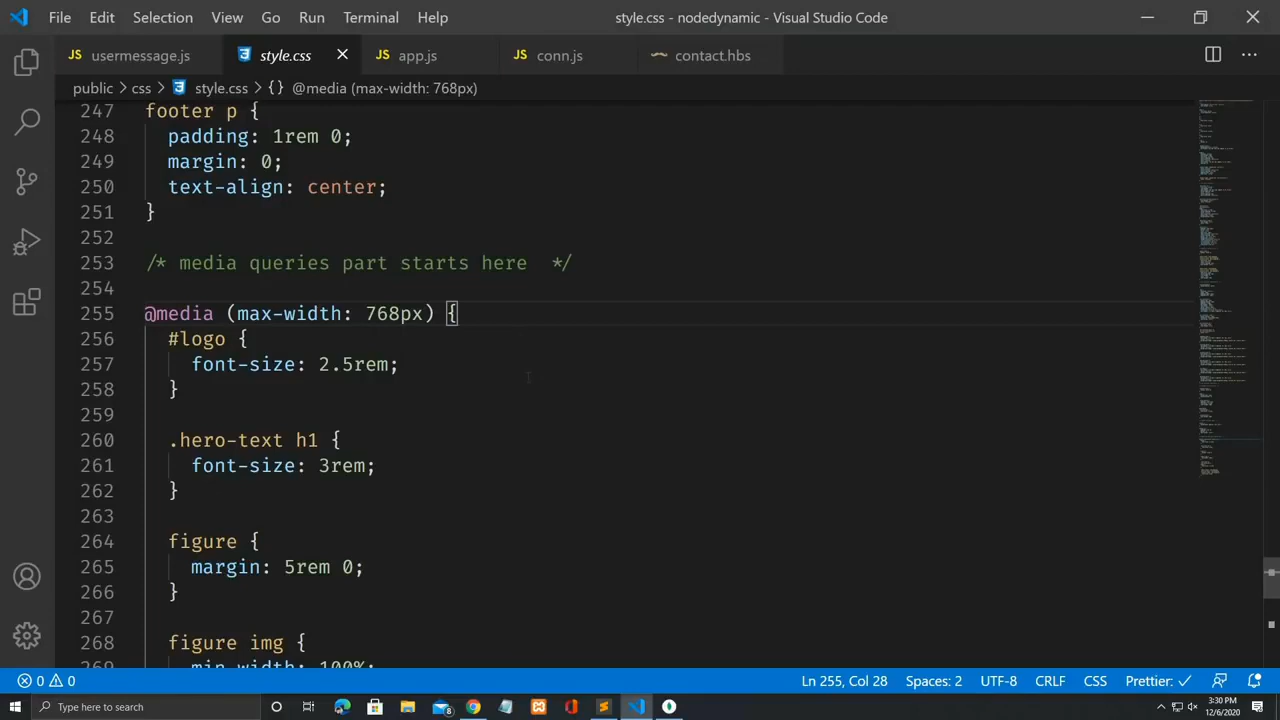 File Edit Selection View Go Run Terminal Help style.css - nodedynamic - Visual Studio Code
JS usermessage.js style.css JS app.js JS conn.js contact.hbs
public > css > style.css > {} @media (max-width: 768px)
247 footer p {
248 padding: 1rem 0;
249 margin: 0;
250 text-align: center;
251 }
252
253 /* media queries part starts here */
254
255 @media (max-width: 768px) {
256 #logo {
257 font-size: 2.5rem;
258 }
259
260 .hero-text h1 {
261 font-size: 3rem;
262 }
263
264 figure {
265 margin: 5rem 0;
266 }
267
268 figure img {
269 min-width: 100%;
0 0 Ln 255, Col 28 Spaces: 2 UTF-8 CRLF CSS Prettier: ✓
Type here to search 8 3:30 PM
12/6/2020